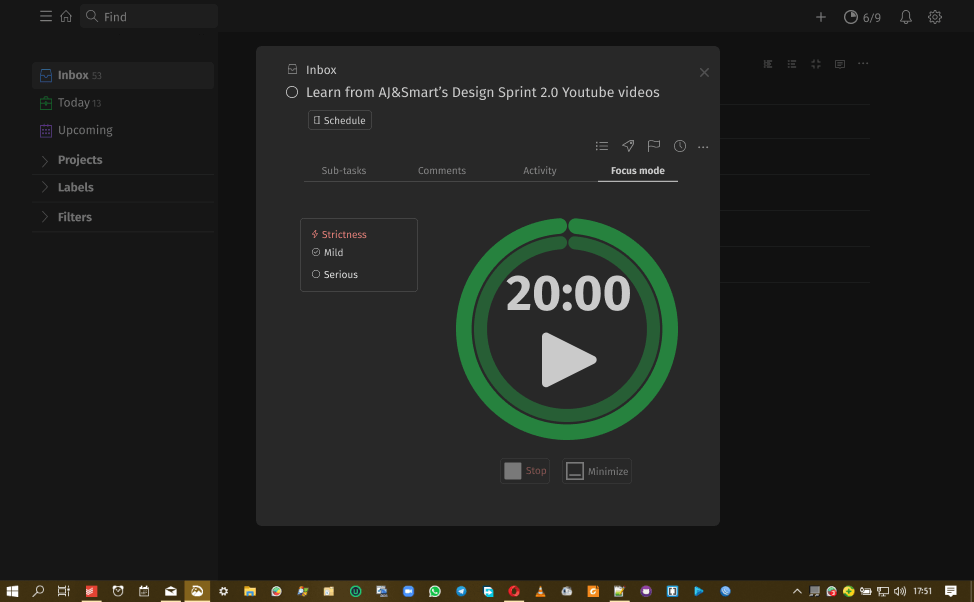 Find
6/9
Inbox 53
Today 13
Upcoming
Projects
Labels
Filters
Inbox
Learn from AJ&Smart’s Design Sprint 2.0 Youtube videos
Schedule
Sub-tasks
Comments
Activity
Focus mode
Strictness
Mild
Serious
20:00
Stop
Minimize
17:51